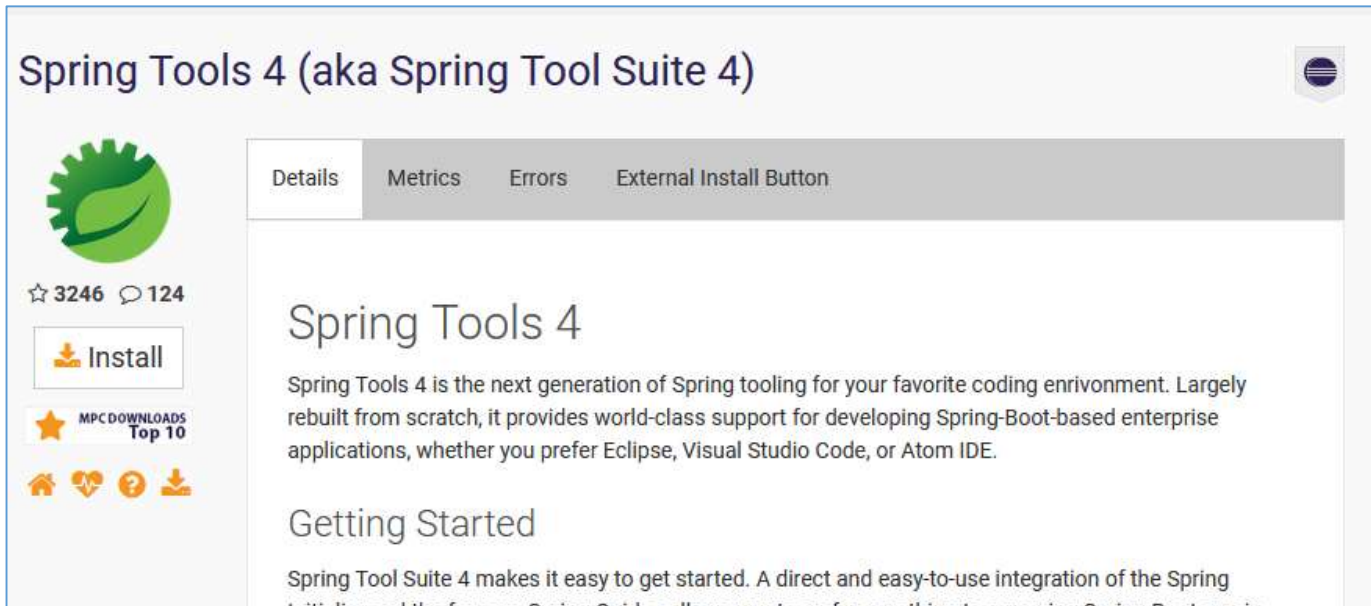 Spring Tools 4 (aka Spring Tool Suite 4)
Details Metrics Errors External Install Button
3246 124
Install
MPC DOWNLOADS
Top 10
Spring Tools 4
Spring Tools 4 is the next generation of Spring tooling for your favorite coding enrivonment. Largely
rebuilt from scratch, it provides world-class support for developing Spring-Boot-based enterprise
applications, whether you prefer Eclipse, Visual Studio Code, or Atom IDE.
Getting Started
Spring Tool Suite 4 makes it easy to get started. A direct and easy-to-use integration of the Spring